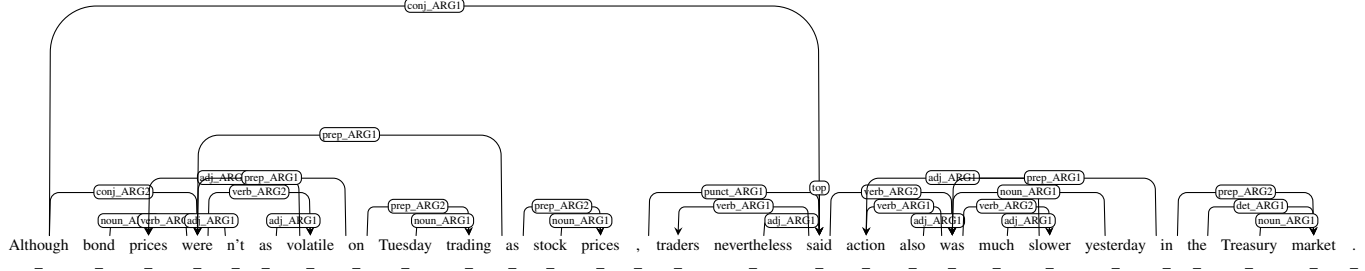 conj_ARG1
prep_ARG1
prep_ARG1
adj_ARG1 prep_ARG1
conj_ARG2 verb_ARG2 punct_ARG1 top verb_ARG2 noun_ARG1 prep_ARG2
prep_ARG2 prep_ARG2 verb_ARG1 verb_ARG1 verb_ARG2 det_ARG1
adj_ARG1 adj_ARG1 noun_ARG1 noun_ARG1 adj_ARG1 adj_ARG1 adj_ARG1 noun_ARG1
Although bond prices were n't as volatile on Tuesday trading as stock prices , traders nevertheless said action also was much slower yesterday in the Treasury market .
_ _ _ _ _ _ _ _ _ _ _ _ _ _ _ _ _ _ _ _ _ _ _ _ _ _ _ _